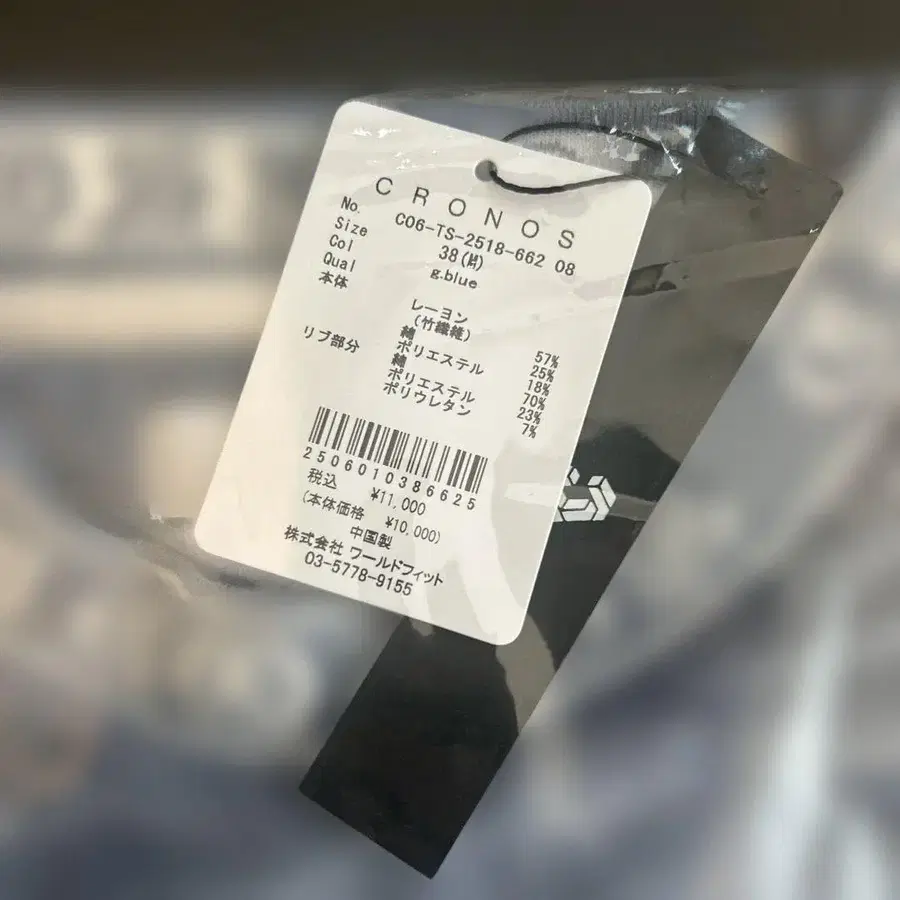 CRONOS
No. C06-TS-2518-662 08
Size 38(M)
Col g.blue
Qual
本体 レーヨン 57%
(竹繊維)
綿 25%
ポリエステル 18%
リブ部分 綿 70%
ポリエステル 23%
ポリウレタン 7%
2506010386625
税込 ¥11,000
(本体価格 ¥10,000)
中国製
株式会社 ワールドフィット
03-5778-9155